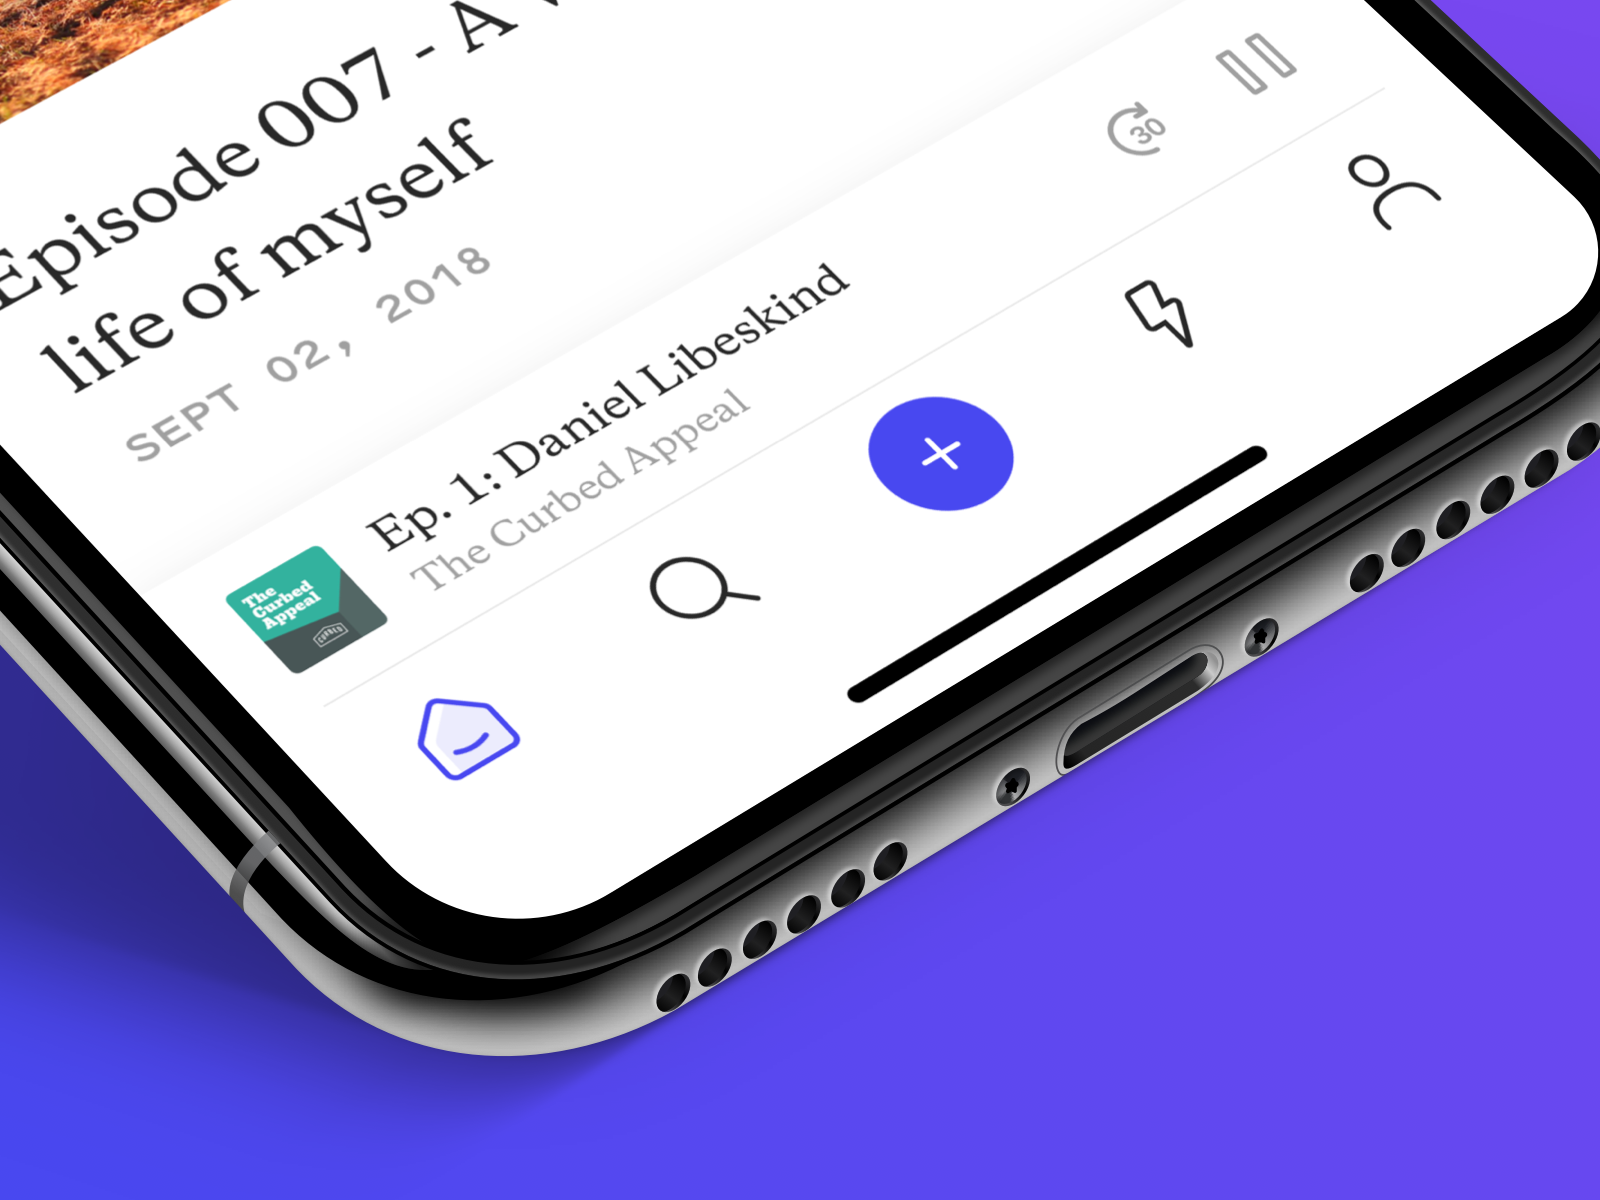 Episode 007 - A
life of myself
SEPT 02, 2018
30
Ep. 1: Daniel Libeskind
The Curbed Appeal
The
Curbed
Appeal
CURBED